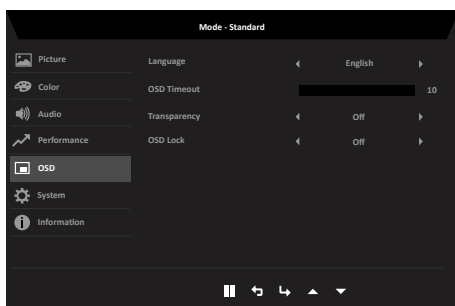 Mode - Standard
Picture
Color
Audio
Performance
OSD
System
Information
Language English
OSD Timeout 10
Transparency Off
OSD Lock Off